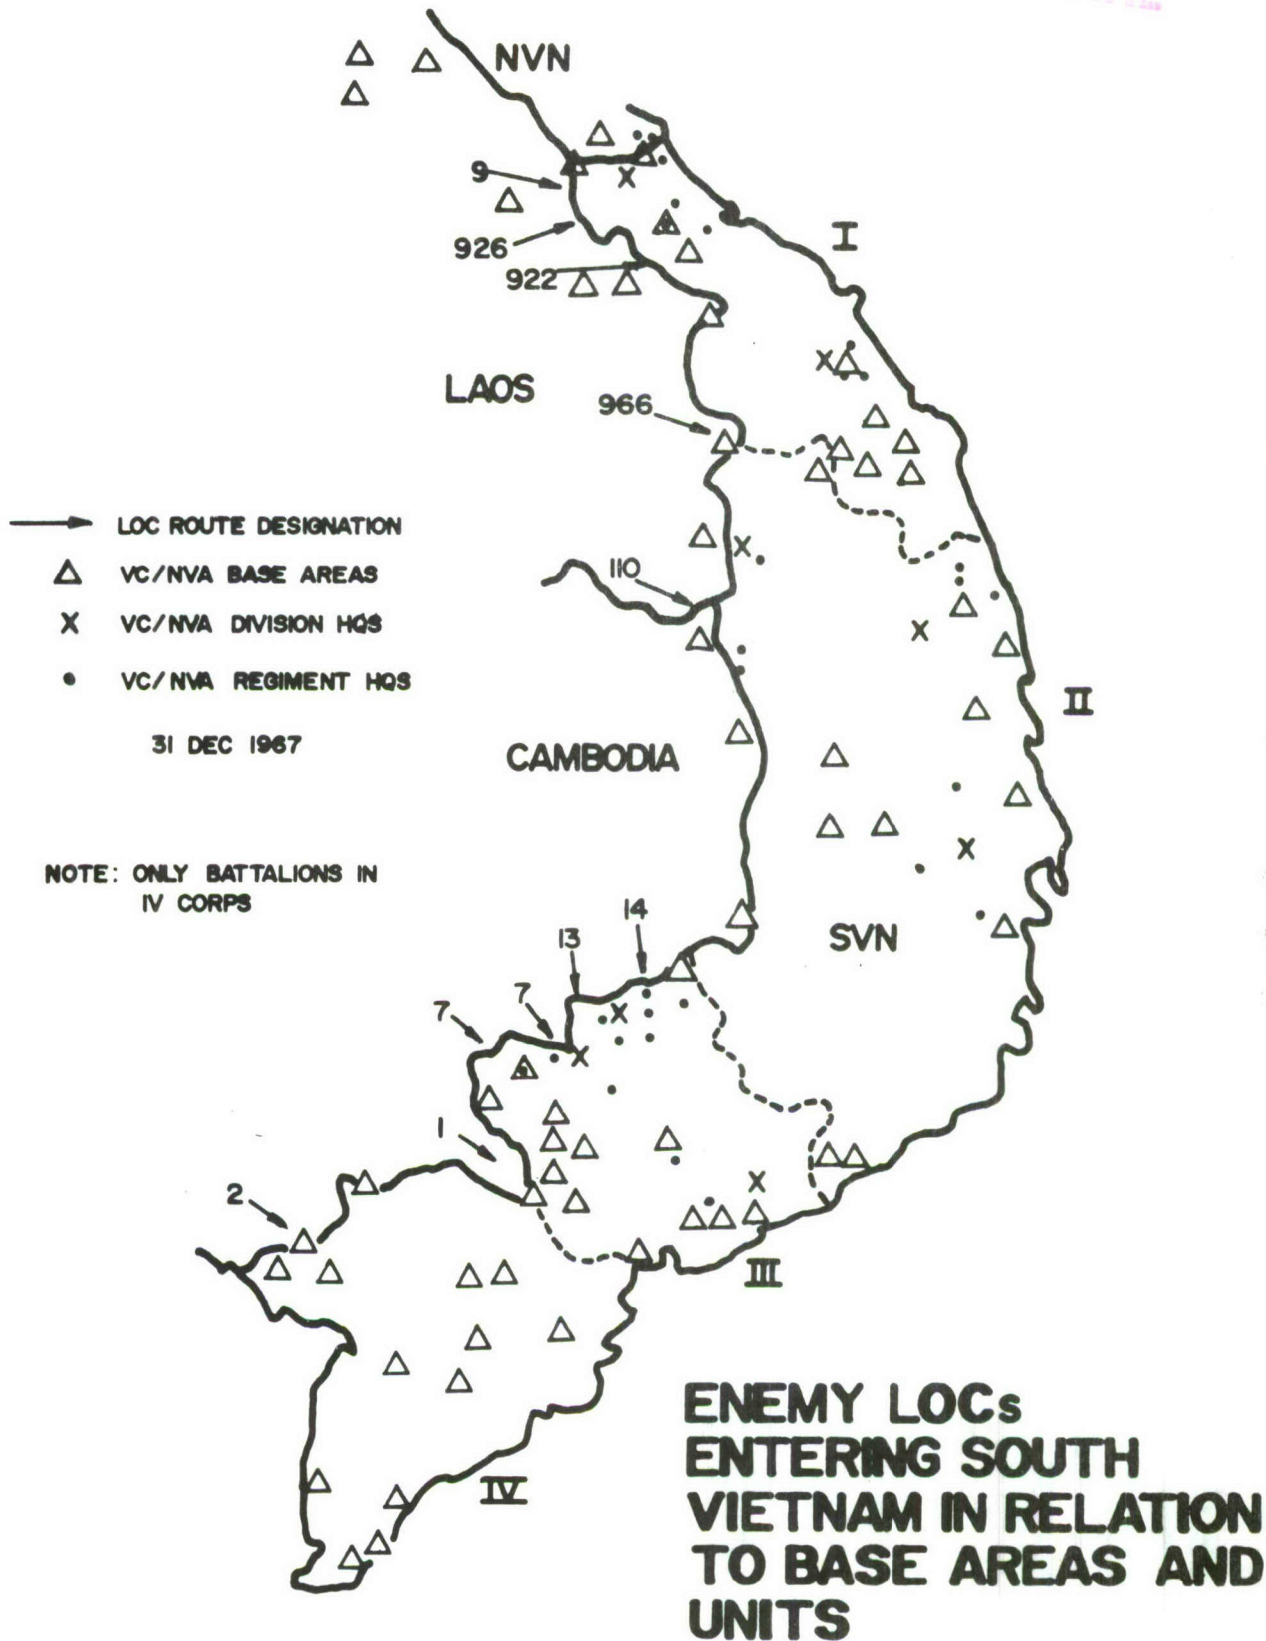 NVN
9
I
926
922
LAOS
966
LOC ROUTE DESIGNATION
VC/NVA BASE AREAS
110
X VC/NVA DIVISION HQS
VC/NVA REGIMENT HQS
II
31 DEC 1967
CAMBODIA
NOTE: ONLY BATTALIONS IN
IV CORPS
14
SVN
13
7
7
1
2
III
ENEMY LOCs
ENTERING SOUTH
IV
VIETNAM IN RELATION
TO BASE AREAS AND
UNITS